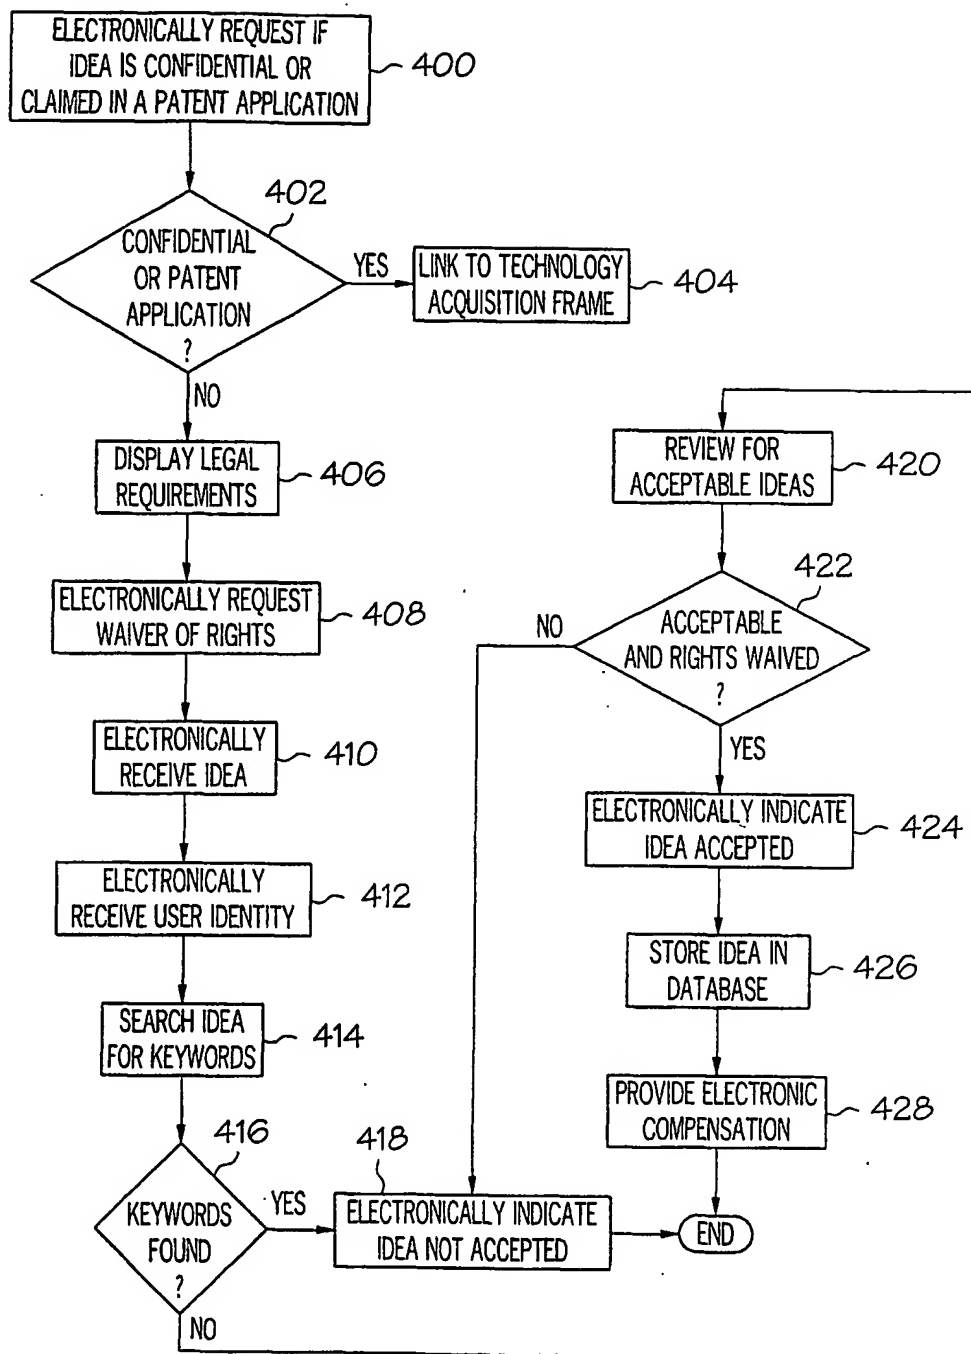 ELECTRONICALLY REQUEST IF
IDEA IS CONFIDENTIAL OR
CLAIMED IN A PATENT APPLICATION
400
402
CONFIDENTIAL
OR PATENT
APPLICATION
?
YES
LINK TO TECHNOLOGY
ACQUISITION FRAME
404
NO
DISPLAY LEGAL
REQUIREMENTS
406
ELECTRONICALLY REQUEST
WAIVER OF RIGHTS
408
ELECTRONICALLY
RECEIVE IDEA
410
ELECTRONICALLY
RECEIVE USER IDENTITY
412
SEARCH IDEA
FOR KEYWORDS
414
416
KEYWORDS
FOUND
?
YES
NO
418
ELECTRONICALLY INDICATE
IDEA NOT ACCEPTED
END
REVIEW FOR
ACCEPTABLE IDEAS
420
422
ACCEPTABLE
AND RIGHTS WAIVED
?
NO
YES
ELECTRONICALLY INDICATE
IDEA ACCEPTED
424
STORE IDEA IN
DATABASE
426
PROVIDE ELECTRONIC
COMPENSATION
428